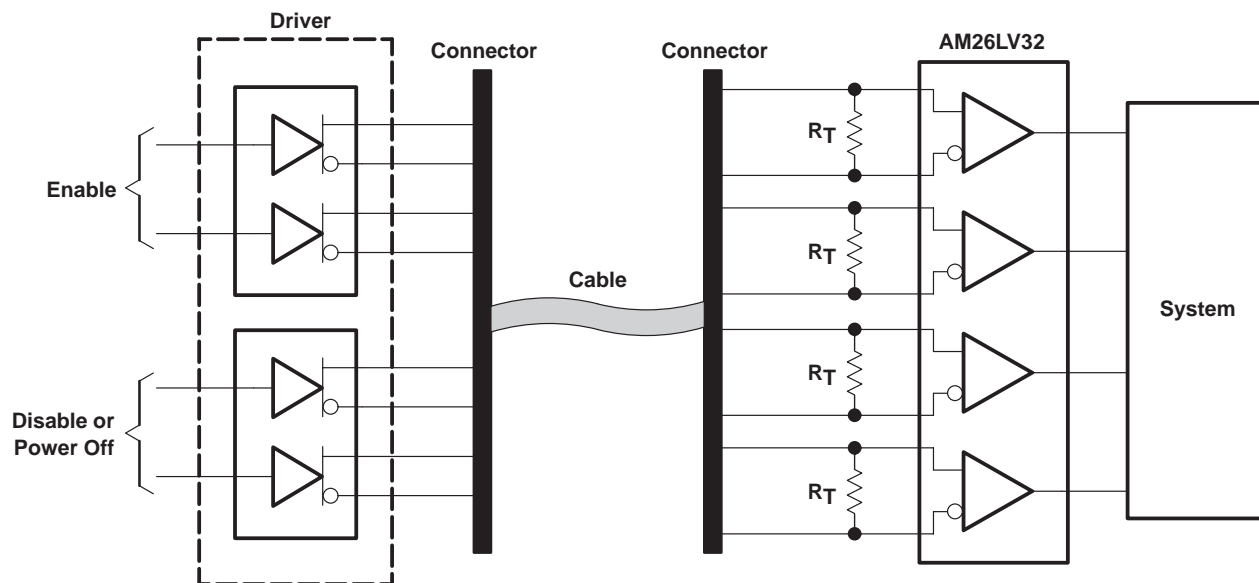 Driver
Connector
Connector
AM26LV32
Enable
Disable or
Power Off
Cable
RT
RT
RT
RT
System